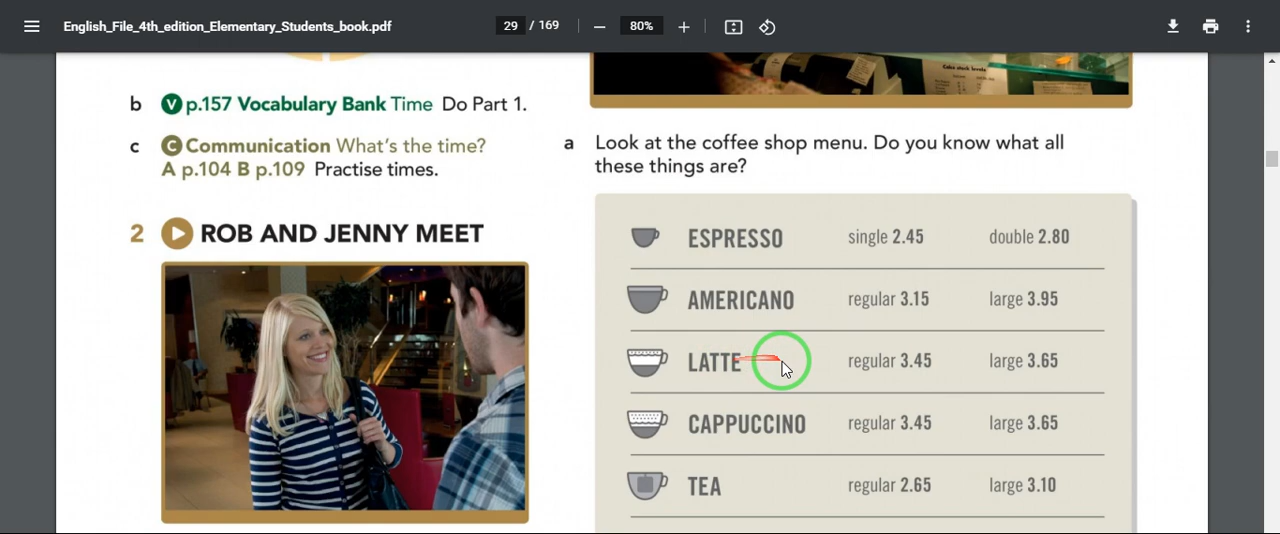 English_File_4th_edition_Elementary_Students_book.pdf
29 / 169
80%
b V p.157 Vocabulary Bank Time Do Part 1.
c C Communication What's the time?
A p.104 B p.109 Practise times.
2 ROB AND JENNY MEET
a Look at the coffee shop menu. Do you know what all
these things are?
ESPRESSO single 2.45 double 2.80
AMERICANO regular 3.15 large 3.95
LATTE regular 3.45 large 3.65
CAPPUCCINO regular 3.45 large 3.65
TEA regular 2.65 large 3.10